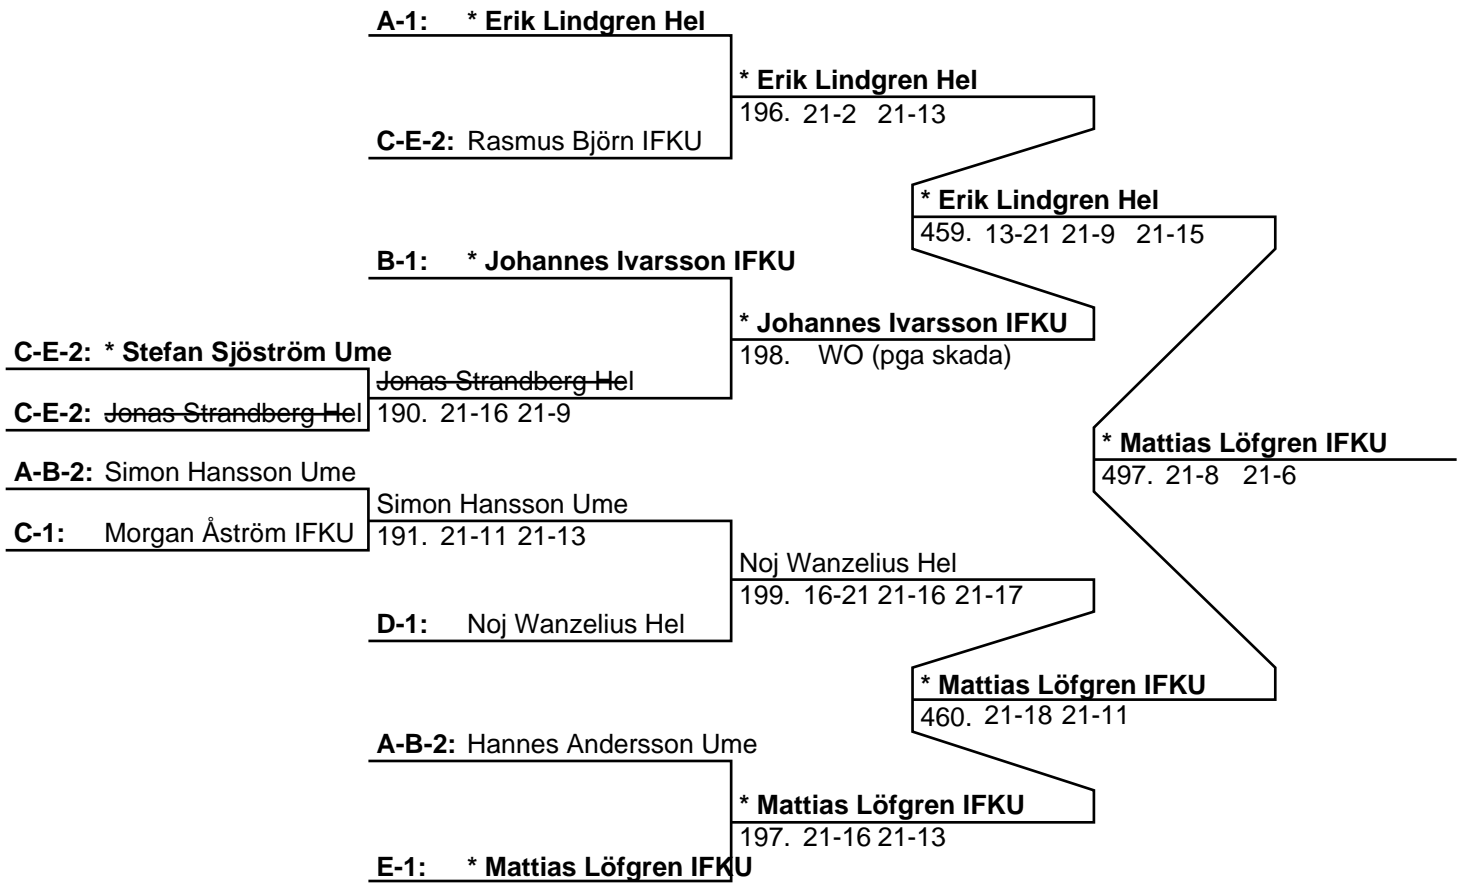 A-1: * Erik Lindgren Hel
* Erik Lindgren Hel
196. 21-2 21-13
C-E-2: Rasmus Björn IFKU
* Erik Lindgren Hel
459. 13-21 21-9 21-15
B-1: * Johannes Ivarsson IFKU
* Johannes Ivarsson IFKU
198. WO (pga skada)
C-E-2: * Stefan Sjöström Ume
Jonas Strandberg Hel
C-E-2: Jonas Strandberg Hel
190. 21-16 21-9
* Mattias Löfgren IFKU
497. 21-8 21-6
A-B-2: Simon Hansson Ume
Simon Hansson Ume
C-1: Morgan Åström IFKU
191. 21-11 21-13
Noj Wanzelius Hel
199. 16-21 21-16 21-17
D-1: Noj Wanzelius Hel
* Mattias Löfgren IFKU
460. 21-18 21-11
A-B-2: Hannes Andersson Ume
* Mattias Löfgren IFKU
197. 21-16 21-13
E-1: * Mattias Löfgren IFKU